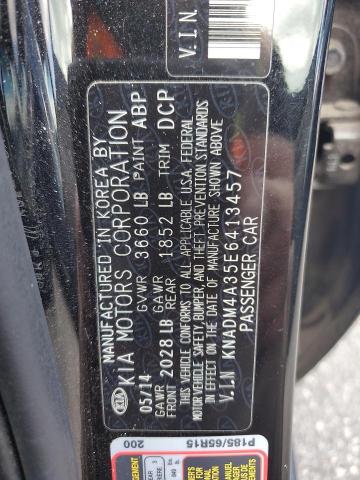 MANUFACTURED IN KOREA BY
KIA MOTORS CORPORATION
05/14 GVWR 3660 LB PAINT ABP
GAWR FRONT 2028 LB GAWR REAR 1852 LB TRIM DCP
THIS VEHICLE CONFORMS TO ALL APPLICABLE U.S.A. FEDERAL
MOTOR VEHICLE SAFETY, BUMPER, AND THEFT PREVENTION STANDARDS
IN EFFECT ON THE DATE OF MANUFACTURE SHOWN ABOVE
V.I.N KNADM4A35E6413457
PASSENGER CAR
V.I.N
P185/65R15
200